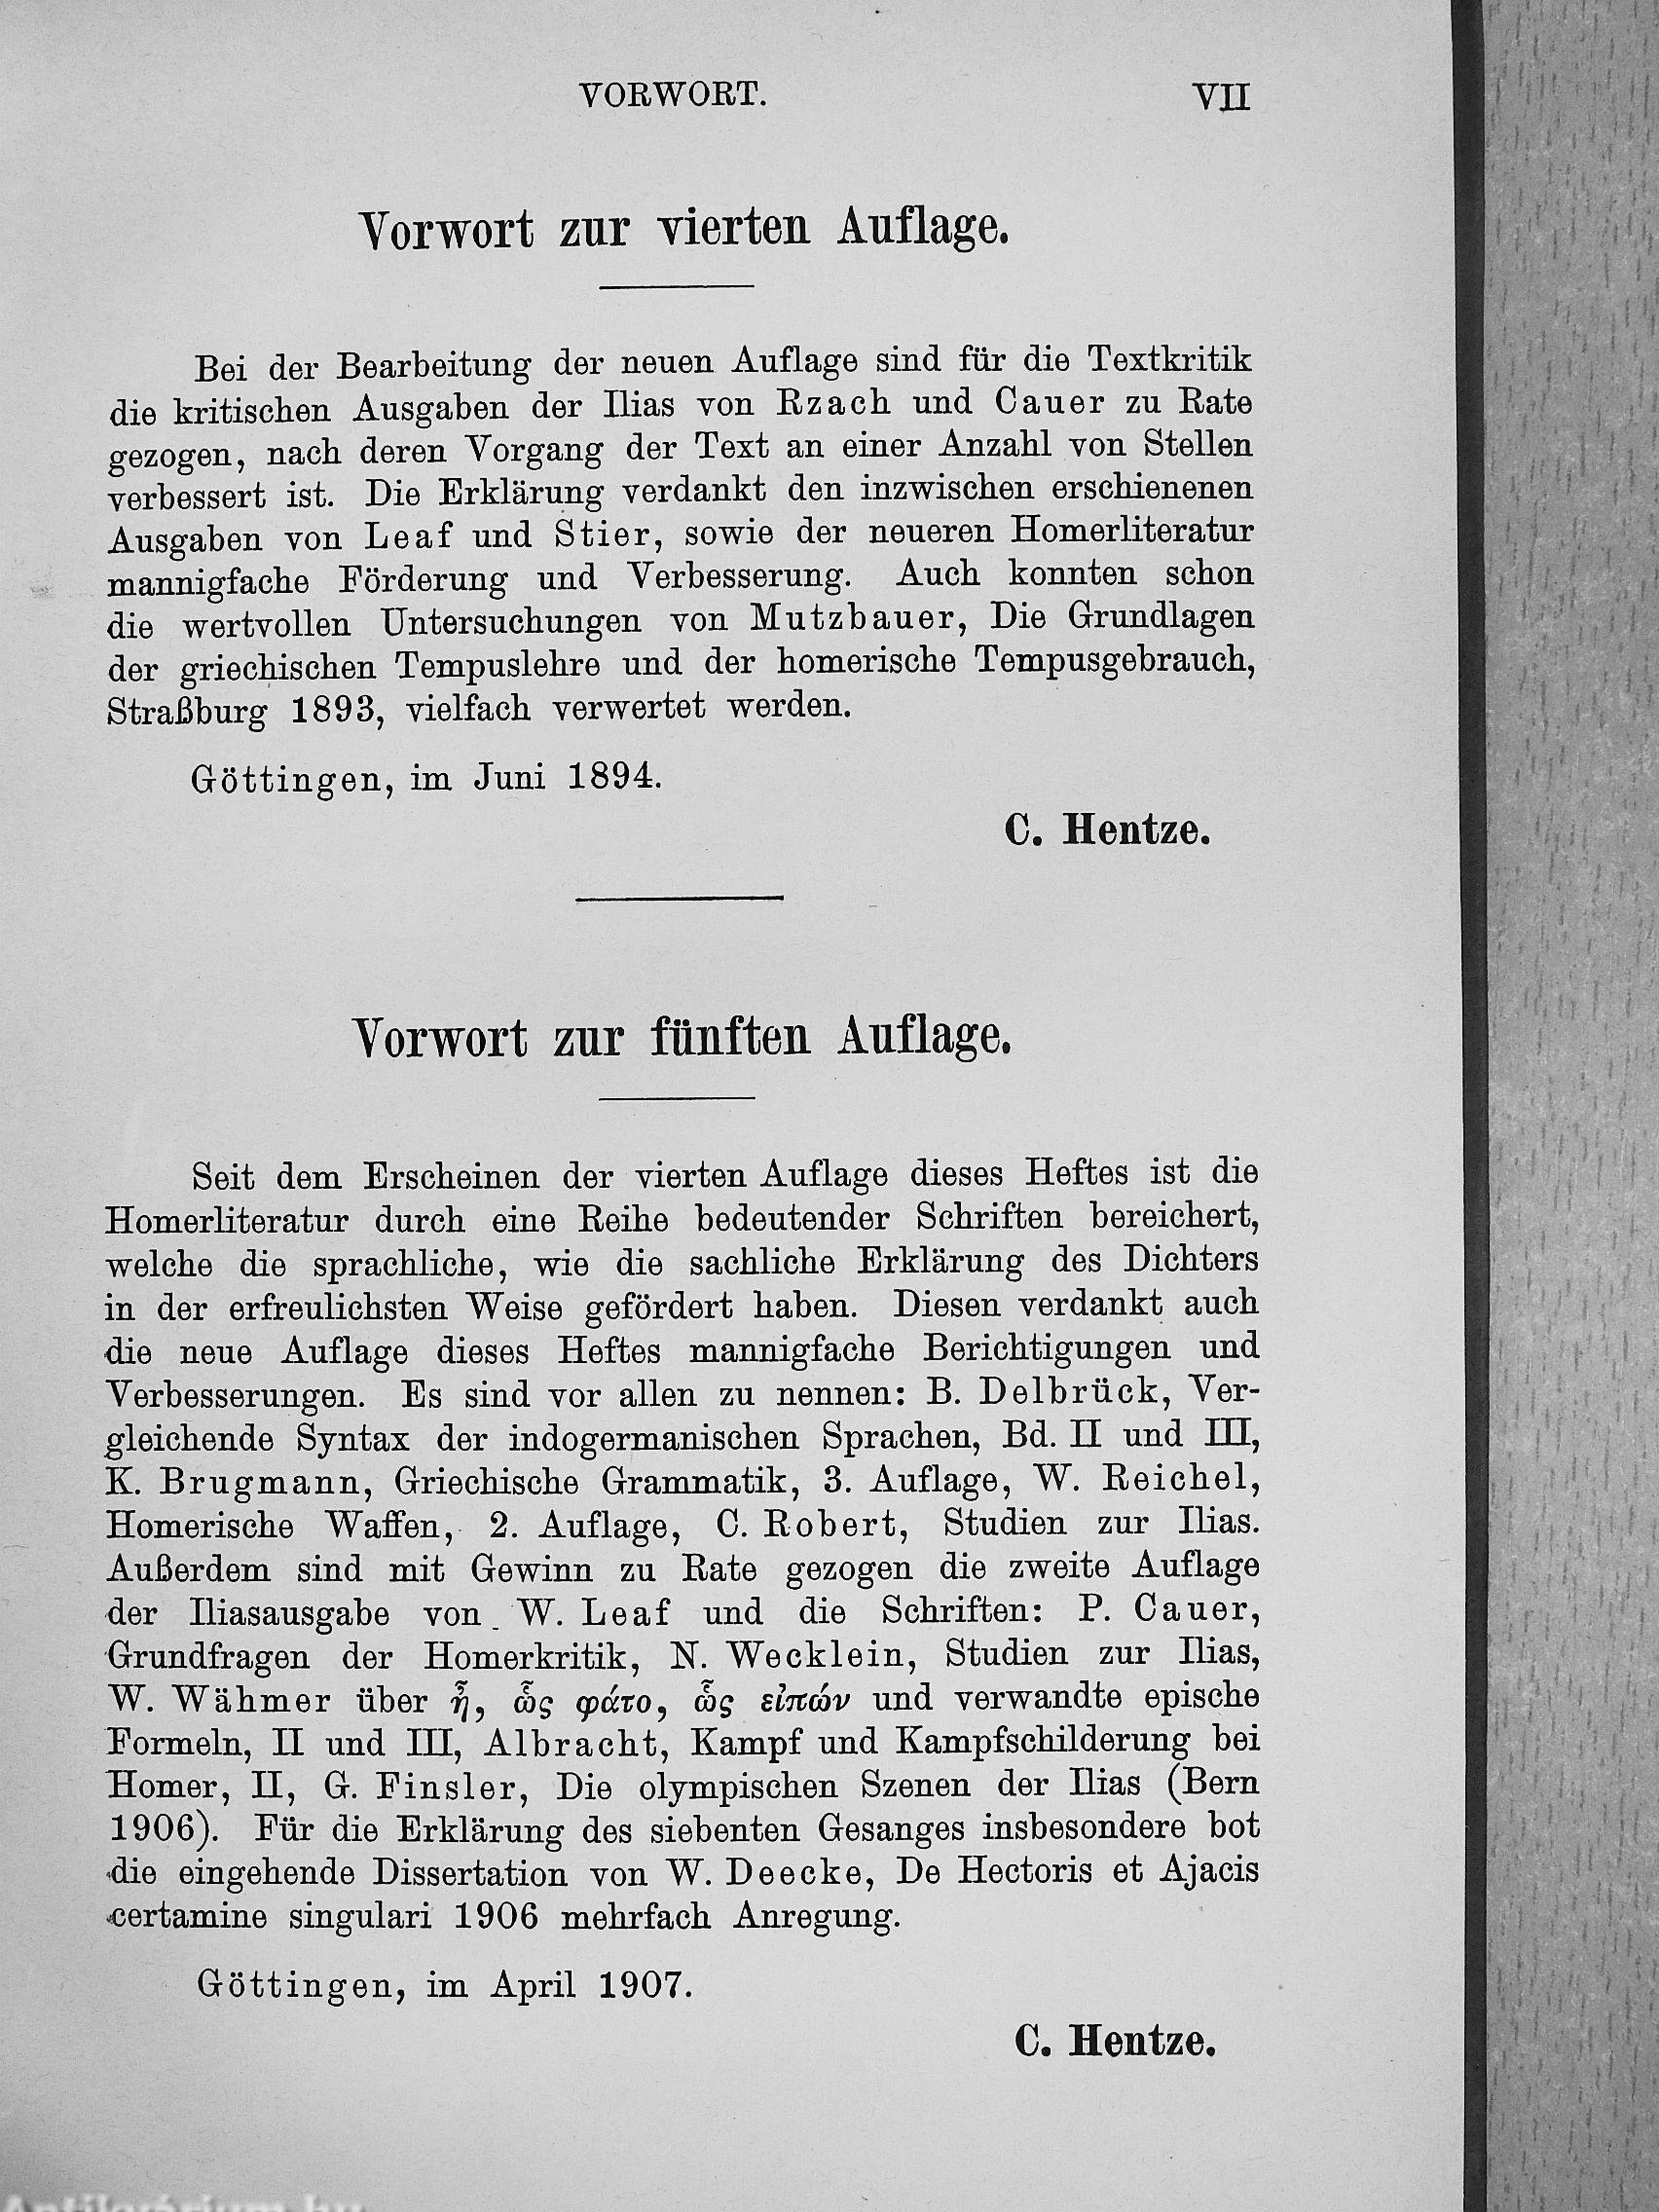 VORWORT. VII
Vorwort zur vierten Auflage.
Bei der Bearbeitung der neuen Auflage sind für die Textkritik
die kritischen Ausgaben der Ilias von Rzach und Cauer zu Rate
gezogen, nach deren Vorgang der Text an einer Anzahl von Stellen
verbessert ist. Die Erklärung verdankt den inzwischen erschienenen
Ausgaben von Leaf und Stier, sowie der neueren Homerliteratur
mannigfache Förderung und Verbesserung. Auch konnten schon
die wertvollen Untersuchungen von Mutzbauer, Die Grundlagen
der griechischen Tempuslehre und der homerische Tempusgebrauch,
Straßburg 1893, vielfach verwertet werden.
Göttingen, im Juni 1894.
C. Hentze.
Vorwort zur fünften Auflage.
Seit dem Erscheinen der vierten Auflage dieses Heftes ist die
Homerliteratur durch eine Reihe bedeutender Schriften bereichert,
welche die sprachliche, wie die sachliche Erklärung des Dichters
in der erfreulichsten Weise gefördert haben. Diesen verdankt auch
die neue Auflage dieses Heftes mannigfache Berichtigungen und
Verbesserungen. Es sind vor allen zu nennen: B. Delbrück, Ver-
gleichende Syntax der indogermanischen Sprachen, Bd. II und III,
K. Brugmann, Griechische Grammatik, 3. Auflage, W. Reichel,
Homerische Waffen, 2. Auflage, C. Robert, Studien zur Ilias.
Außerdem sind mit Gewinn zu Rate gezogen die zweite Auflage
der Iliasausgabe von W. Leaf und die Schriften: P. Cauer,
Grundfragen der Homerkritik, N. Wecklein, Studien zur Ilias,
W. Wähmer über ἦ, ὣς φάτο, ὣς εἰπών und verwandte epische
Formeln, II und III, Albracht, Kampf und Kampfschilderung bei
Homer, II, G. Finsler, Die olympischen Szenen der Ilias (Bern
1906). Für die Erklärung des siebenten Gesanges insbesondere bot
die eingehende Dissertation von W. Deecke, De Hectoris et Ajacis
certamine singulari 1906 mehrfach Anregung.
Göttingen, im April 1907.
C. Hentze.